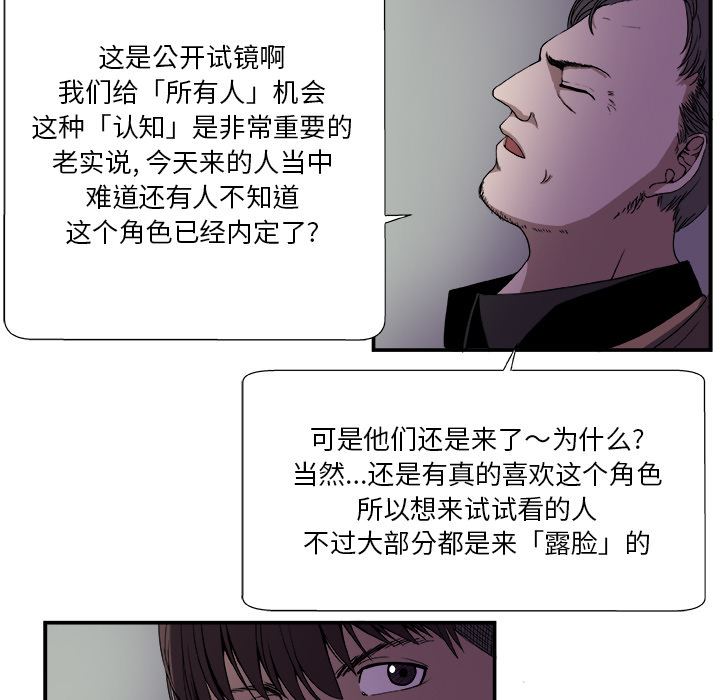 这是公开试镜啊
我们给「所有人」机会
这种「认知」是非常重要的
老实说, 今天来的人当中
难道还有人不知道
这个角色已经内定了?
可是他们还是来了～为什么?
当然...还是有真的喜欢这个角色
所以想来试试看的人
不过大部分都是来「露脸」的